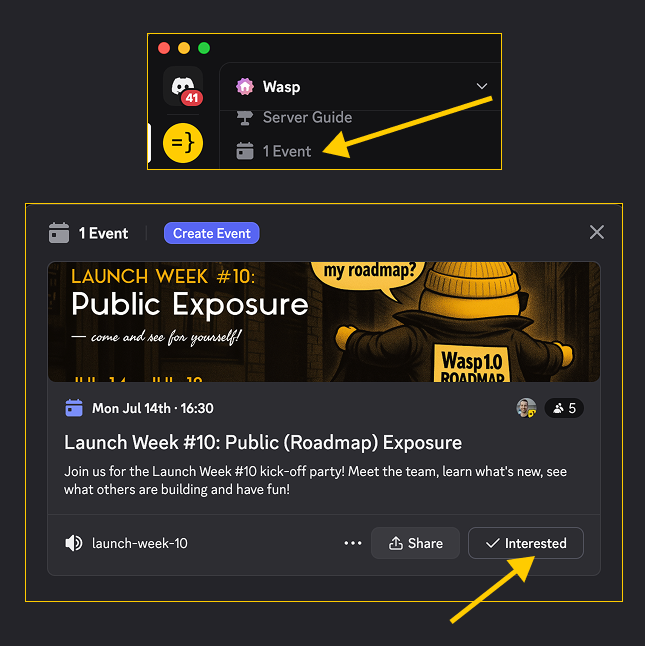 41
Wasp
Server Guide
=}
1 Event
1 Event
Create Event
my roadmap?
LAUNCH WEEK #10:
Public Exposure
— come and see for yourself!
Wasp 1.0
ROADMAP
Mon Jul 14th · 16:30
5
Launch Week #10: Public (Roadmap) Exposure
Join us for the Launch Week #10 kick-off party! Meet the team, learn what's new, see
what others are building and have fun!
launch-week-10
Share
Interested